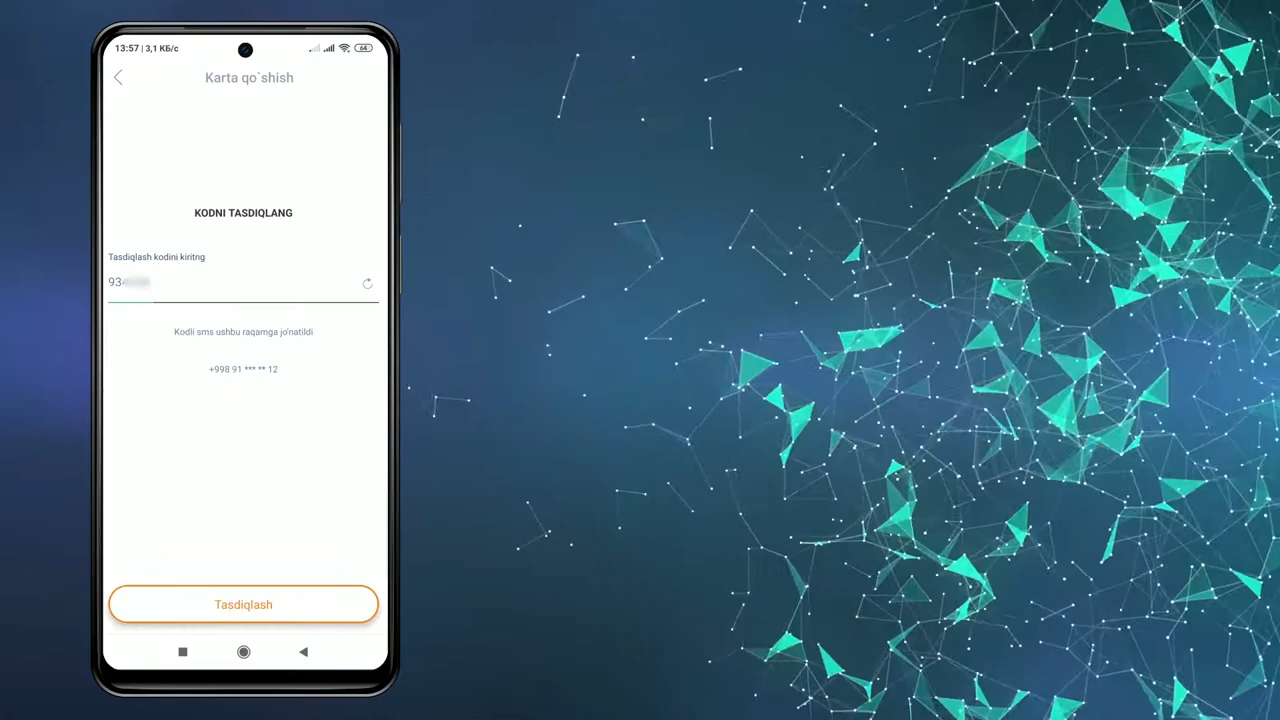 13:57 | 3,1 КБ/с 64
Karta qo`shish
KODNI TASDIQLANG
Tasdiqlash kodini kiritng
93
Kodli sms ushbu raqamga jo'natildi
+998 91 *** ** 12
Tasdiqlash